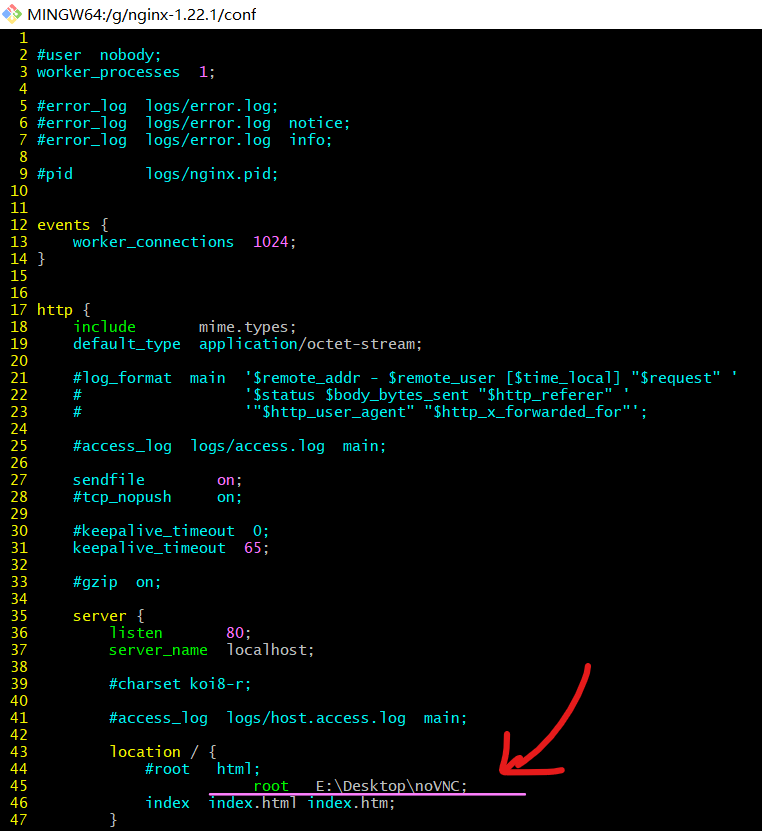 MINGW64:/g/nginx-1.22.1/conf
1
2 #user  nobody;
3 worker_processes  1;
4
5 #error_log  logs/error.log;
6 #error_log  logs/error.log  notice;
7 #error_log  logs/error.log  info;
8
9 #pid        logs/nginx.pid;
10
11
12 events {
13     worker_connections  1024;
14 }
15
16
17 http {
18     include       mime.types;
19     default_type  application/octet-stream;
20
21     #log_format  main  '$remote_addr - $remote_user [$time_local] "$request" '
22     #                  '$status $body_bytes_sent "$http_referer" '
23     #                  '"$http_user_agent" "$http_x_forwarded_for"';
24
25     #access_log  logs/access.log  main;
26
27     sendfile        on;
28     #tcp_nopush     on;
29
30     #keepalive_timeout  0;
31     keepalive_timeout  65;
32
33     #gzip  on;
34
35     server {
36         listen       80;
37         server_name  localhost;
38
39         #charset koi8-r;
40
41         #access_log  logs/host.access.log  main;
42
43         location / {
44             #root   html;
45                         root   E:\Desktop\noVNC;
46             index  index.html index.htm;
47         }